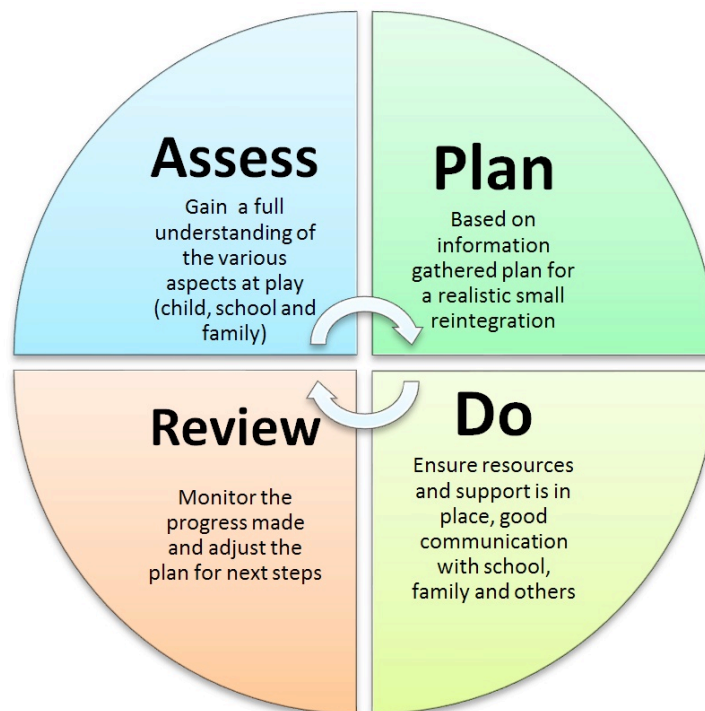 Assess
Gain a full
understanding of
the various
aspects at play
(child, school and
family)
Plan
Based on
information
gathered plan for
a realistic small
reintegration
Do
Ensure resources
and support is in
place, good
communication
with school,
family and others
Review
Monitor the
progress made
and adjust the
plan for next steps